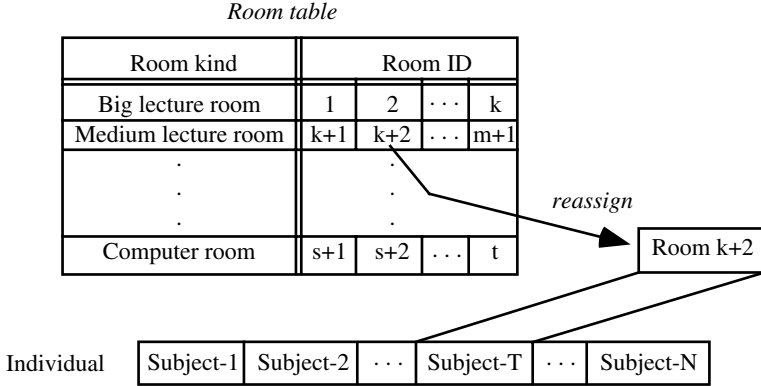 Room table
Room kind Room ID
Big lecture room 1 2 · · · k
Medium lecture room k+1 k+2 · · · m+1
· ·
· ·
· ·
reassign
Computer room s+1 s+2 · · · t
Room k+2
Individual Subject-1 Subject-2 · · · Subject-T · · · Subject-N